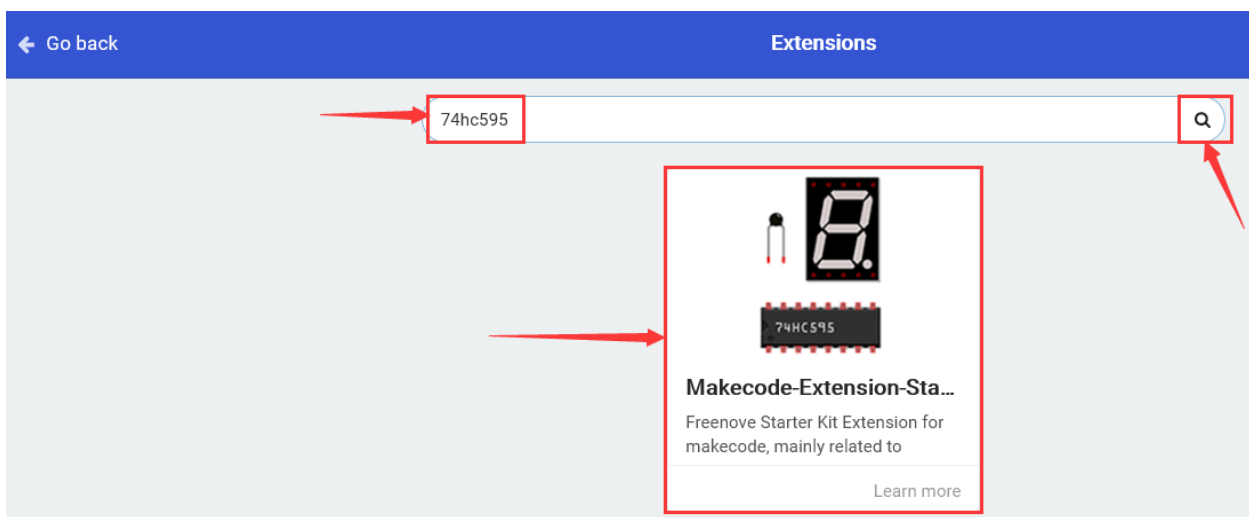 Go back
Extensions
74hc595
74HC595
Makecode-Extension-Sta...
Freenove Starter Kit Extension for
makecode, mainly related to
Learn more